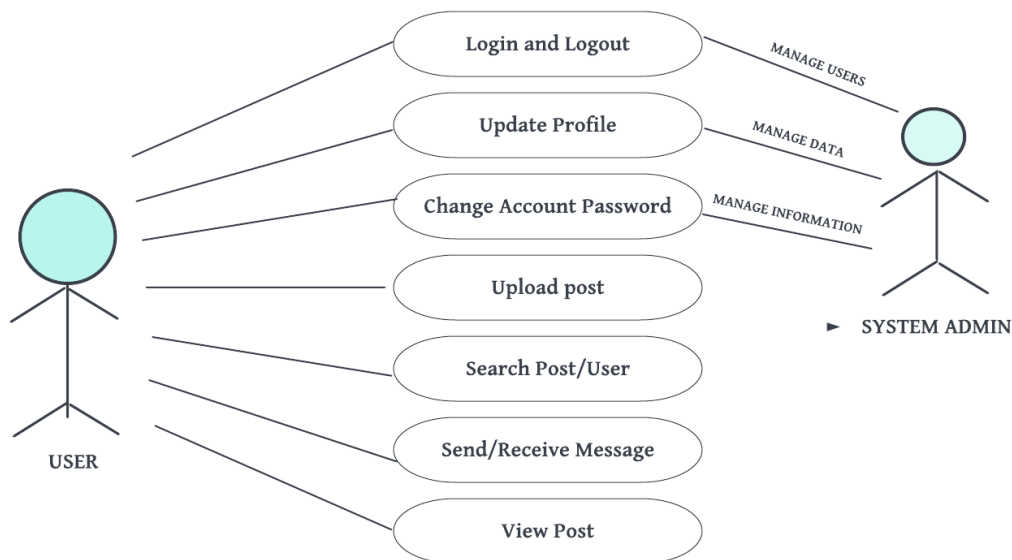 Login and Logout
MANAGE USERS
Update Profile
MANAGE DATA
Change Account Password
MANAGE INFORMATION
Upload post
SYSTEM ADMIN
Search Post/User
Send/Receive Message
USER
View Post